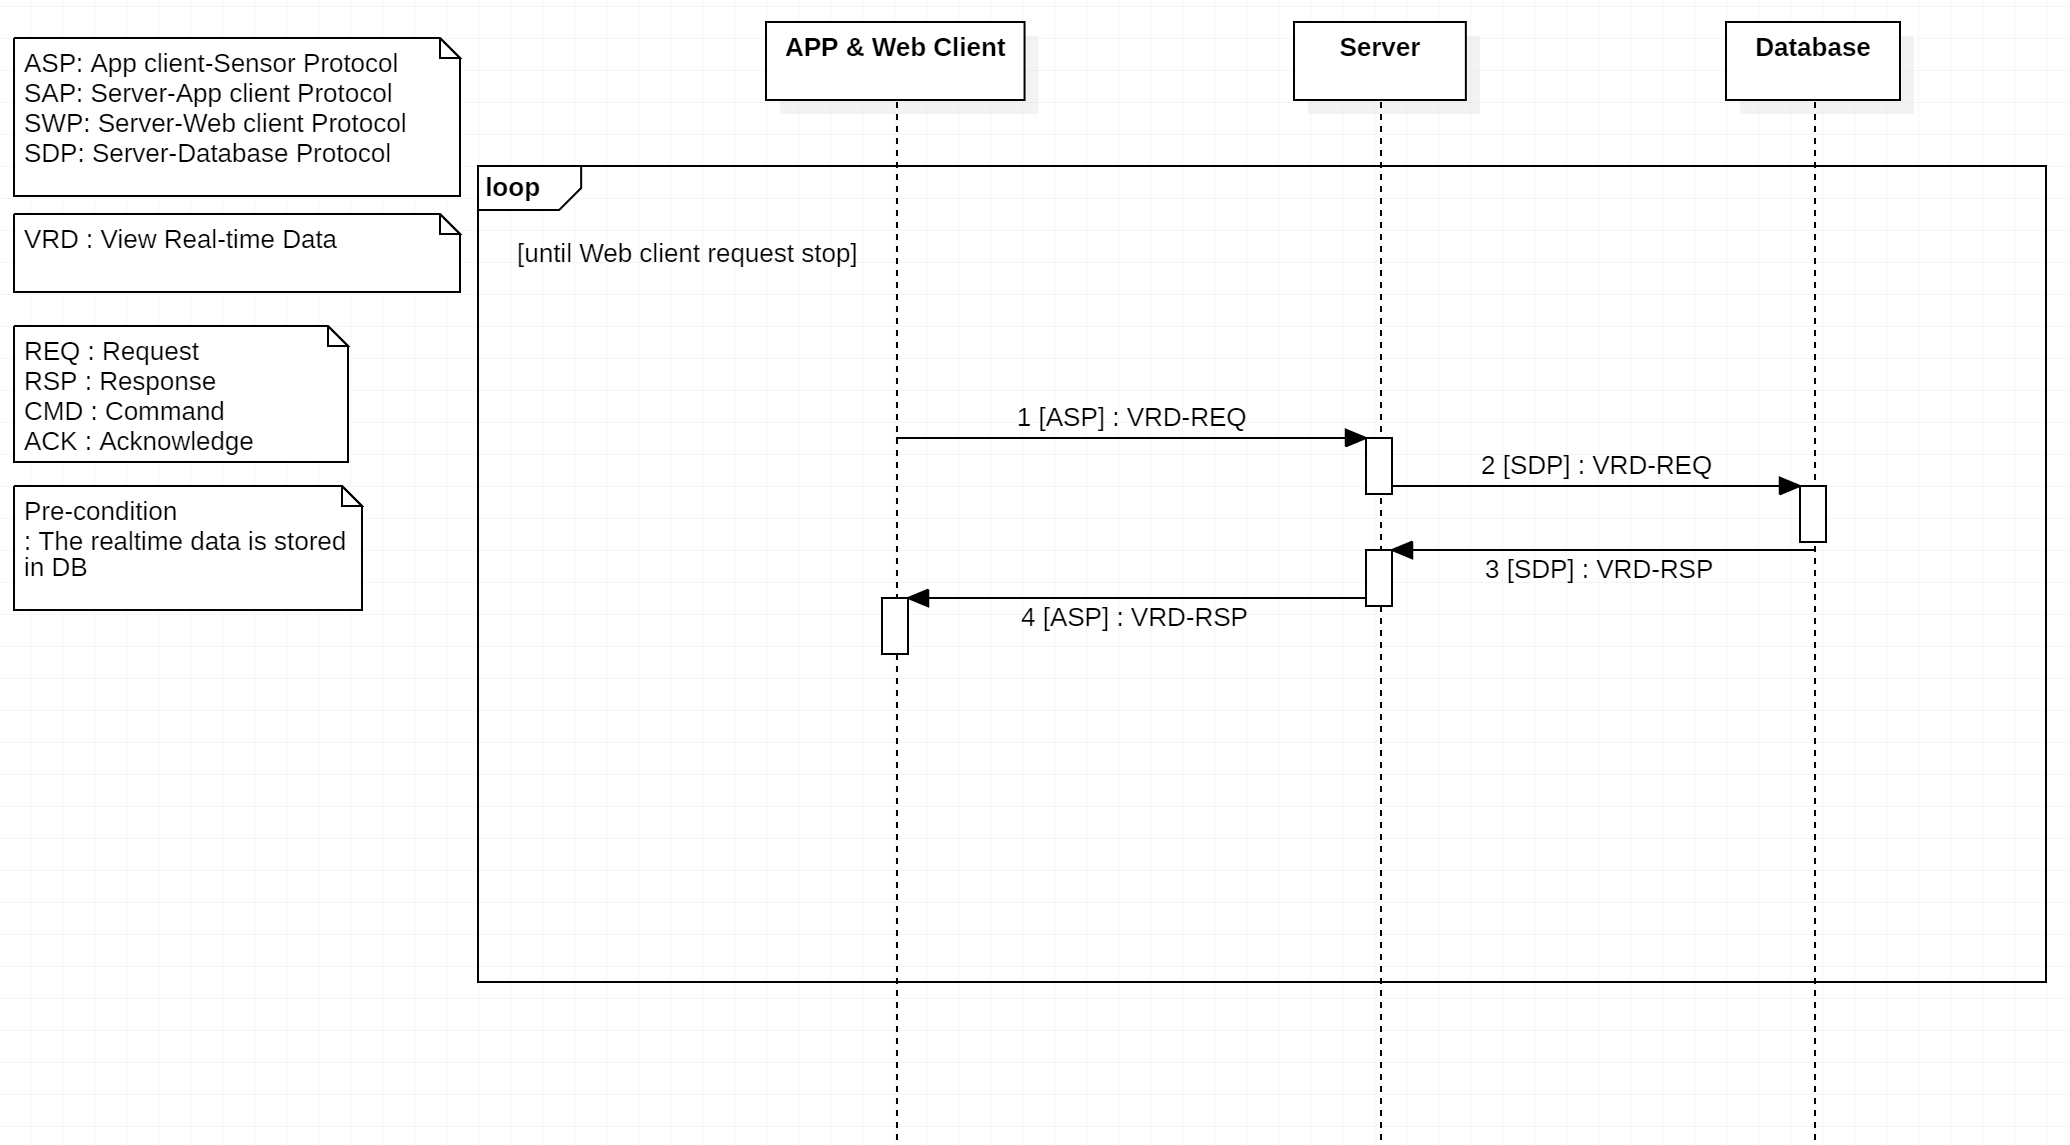 ASP: App client-Sensor Protocol
SAP: Server-App client Protocol
SWP: Server-Web client Protocol
SDP: Server-Database Protocol
VRD : View Real-time Data
REQ : Request
RSP : Response
CMD : Command
ACK : Acknowledge
Pre-condition
: The realtime data is stored
in DB
APP & Web Client
Server
Database
loop
[until Web client request stop]
1 [ASP] : VRD-REQ
2 [SDP] : VRD-REQ
3 [SDP] : VRD-RSP
4 [ASP] : VRD-RSP